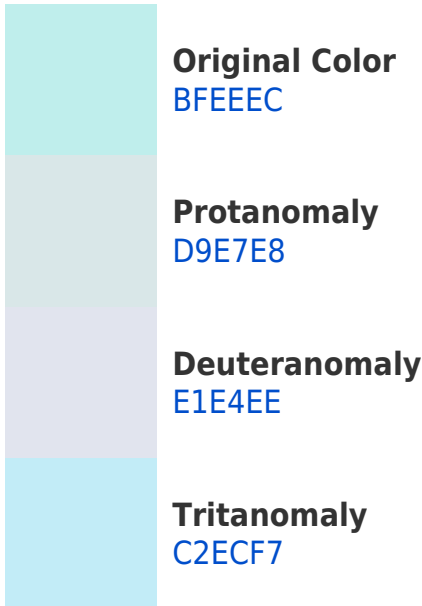 Original Color
BFEEEC
Protanomaly
D9E7E8
Deuteranomaly
E1E4EE
Tritanomaly
C2ECF7